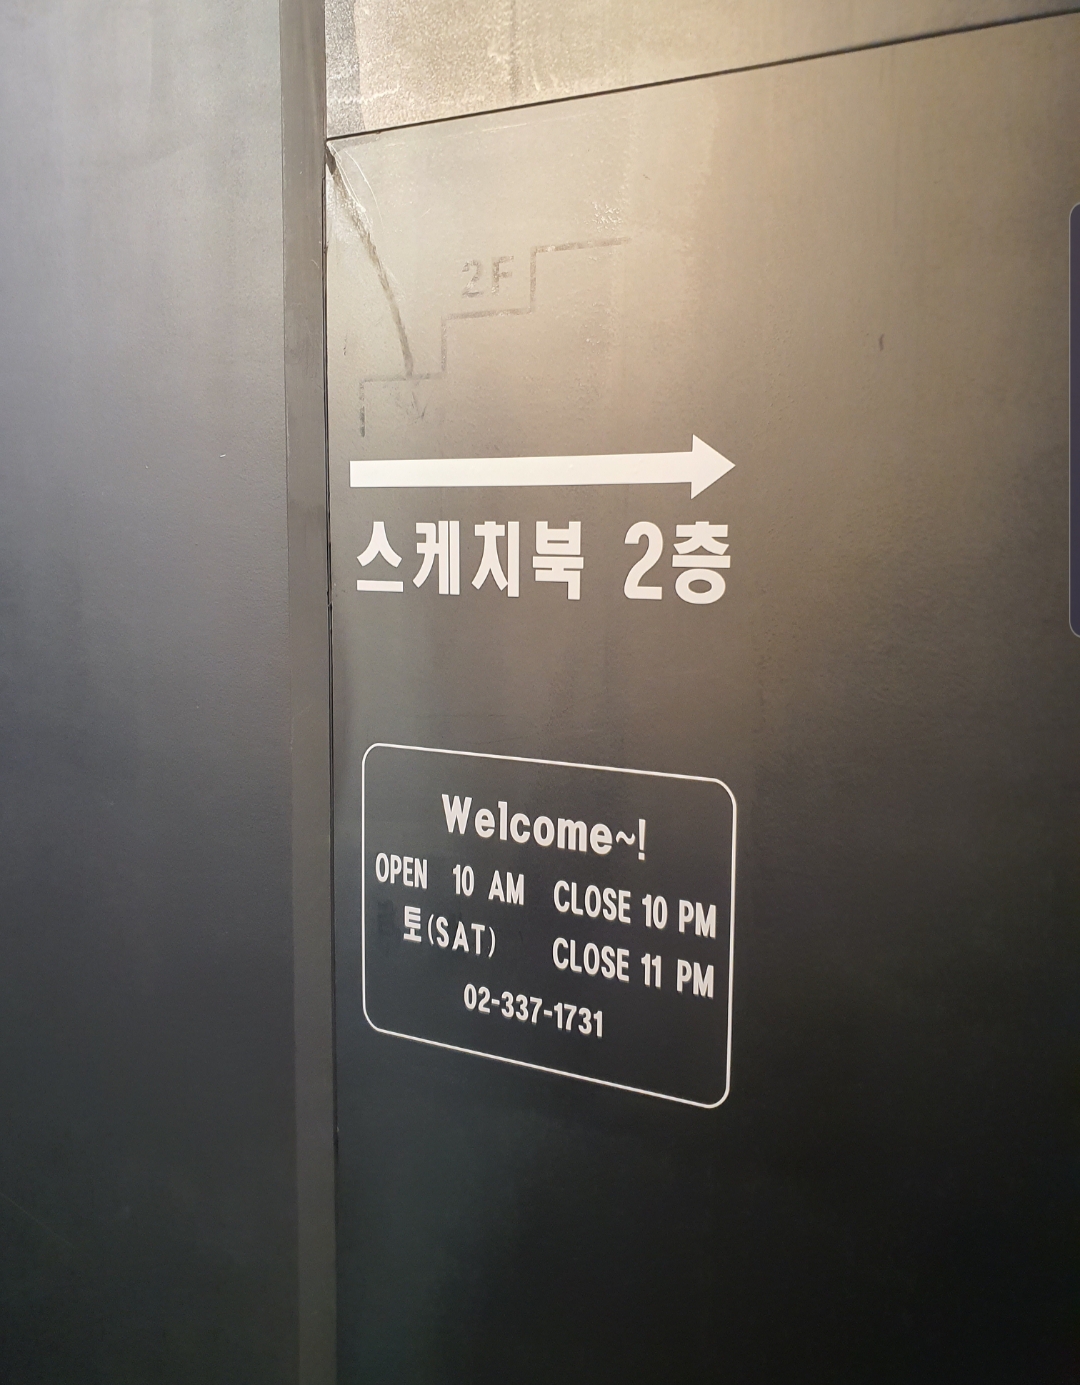 2F
스케치북 2층
Welcome~!
OPEN 10 AM CLOSE 10 PM
토(SAT) CLOSE 11 PM
02-337-1731